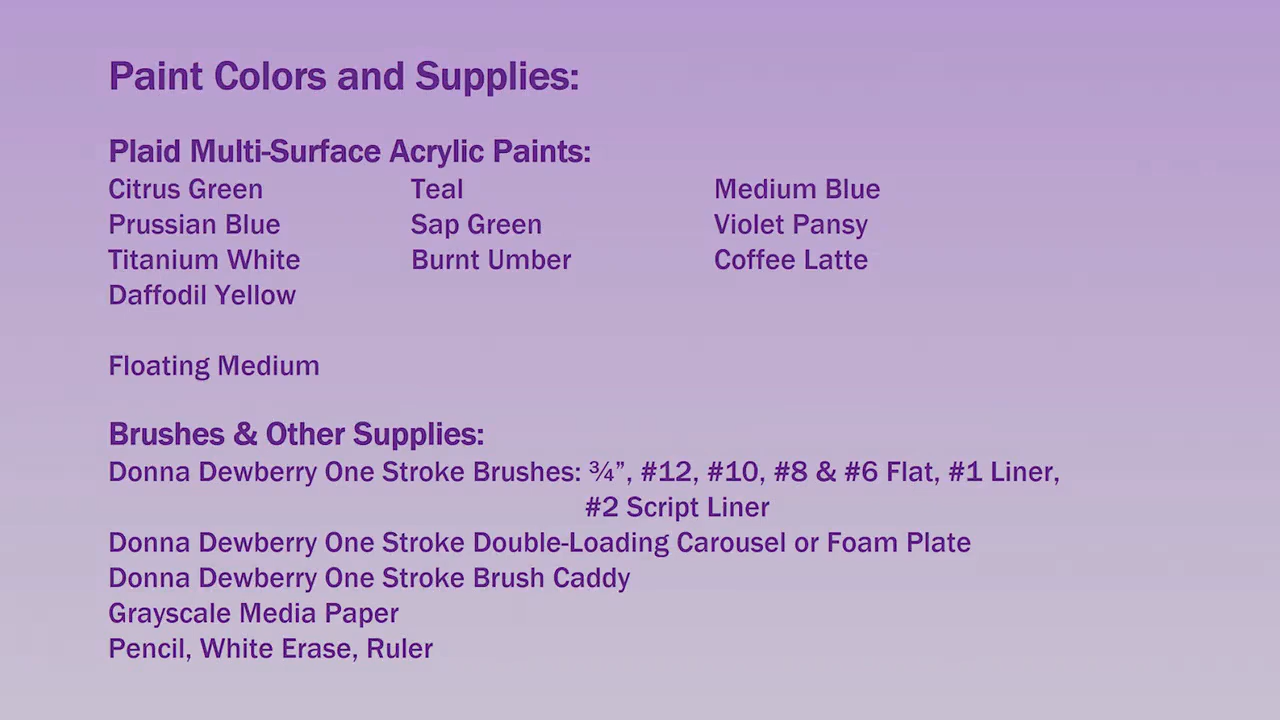 Paint Colors and Supplies:
Plaid Multi-Surface Acrylic Paints:
Citrus Green Teal Medium Blue
Prussian Blue Sap Green Violet Pansy
Titanium White Burnt Umber Coffee Latte
Daffodil Yellow
Floating Medium
Brushes & Other Supplies:
Donna Dewberry One Stroke Brushes: ¾”, #12, #10, #8 & #6 Flat, #1 Liner,
#2 Script Liner
Donna Dewberry One Stroke Double-Loading Carousel or Foam Plate
Donna Dewberry One Stroke Brush Caddy
Grayscale Media Paper
Pencil, White Erase, Ruler